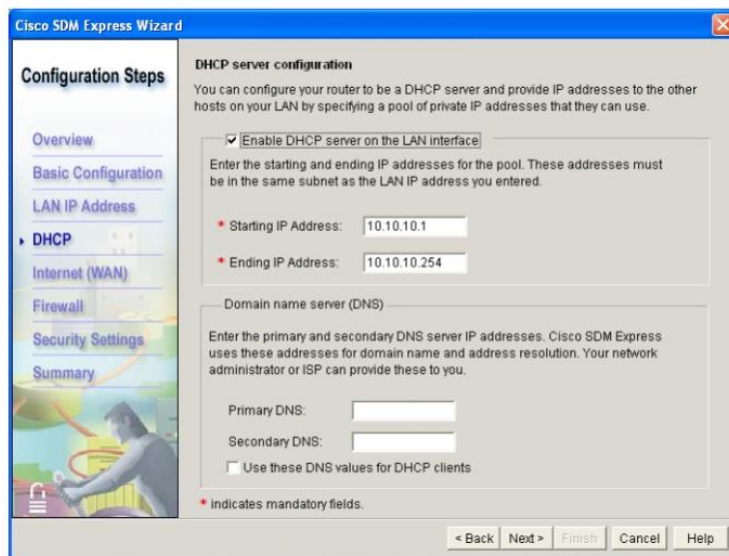 Cisco SDM Express Wizard
Configuration Steps
Overview
Basic Configuration
LAN IP Address
DHCP
Internet (WAN)
Firewall
Security Settings
Summary
DHCP server configuration
You can configure your router to be a DHCP server and provide IP addresses to the other
hosts on your LAN by specifying a pool of private IP addresses that they can use.
Enable DHCP server on the LAN interface
Enter the starting and ending IP addresses for the pool. These addresses must
be in the same subnet as the LAN IP address you entered.
* Starting IP Address: 10.10.10.1
* Ending IP Address: 10.10.10.254
Domain name server (DNS)
Enter the primary and secondary DNS server IP addresses. Cisco SDM Express
uses these addresses for domain name and address resolution. Your network
administrator or ISP can provide these to you.
Primary DNS:
Secondary DNS:
Use these DNS values for DHCP clients
* indicates mandatory fields.
< Back Next > Finish Cancel Help